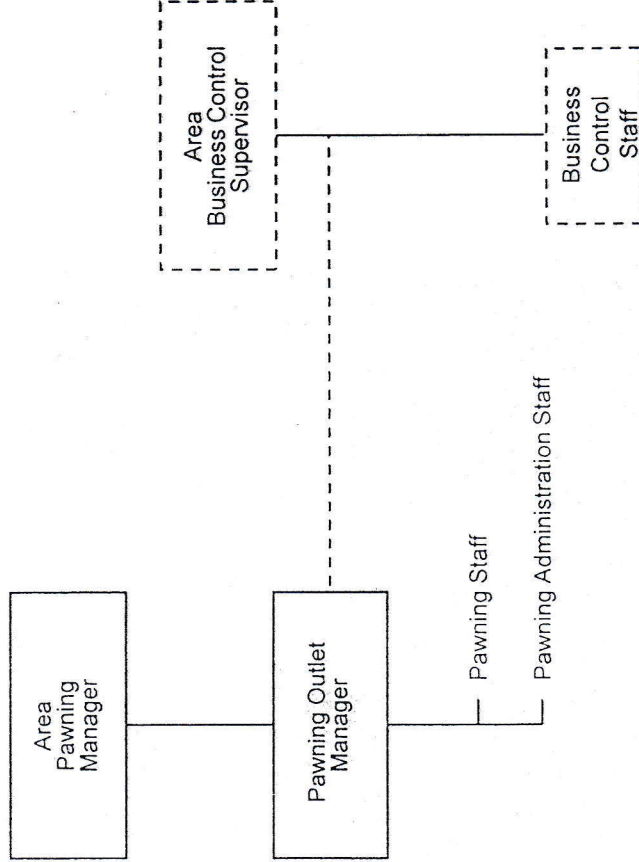 Area
Pawning
Manager
Pawning Outlet
Manager
Pawning Staff
Pawning Administration Staff
Area
Business Control
Supervisor
Business
Control
Staff